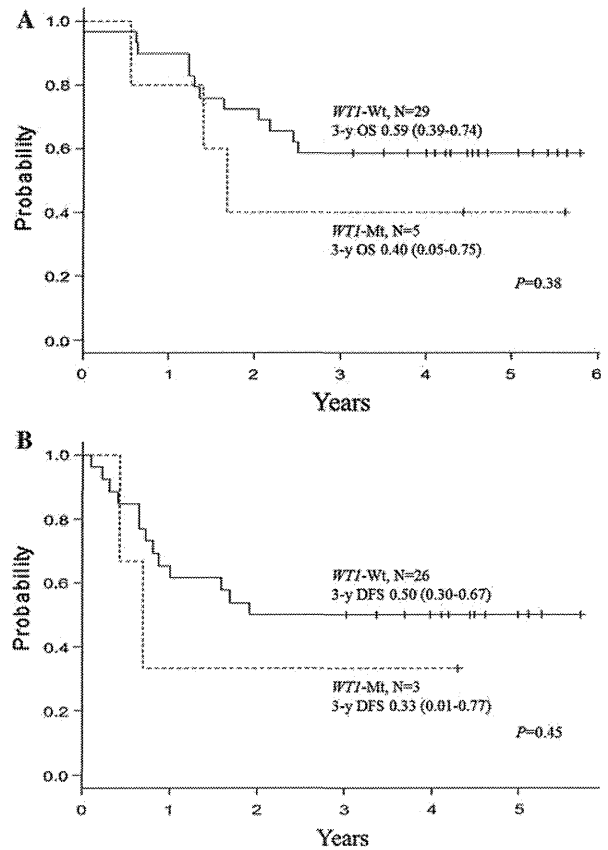 A
1.0
0.8
0.6
0.4
0.2
0.0
Probability
WT1-Wt, N=29
3-y OS 0.59 (0.39-0.74)
WT1-Mt, N=5
3-y OS 0.40 (0.05-0.75)
P=0.38
0 1 2 3 4 5 6
Years
B
1.0
0.8
0.6
0.4
0.2
0.0
Probability
WT1-Wt, N=26
3-y DFS 0.50 (0.30-0.67)
WT1-Mt, N=3
3-y DFS 0.33 (0.01-0.77)
P=0.45
0 1 2 3 4 5
Years